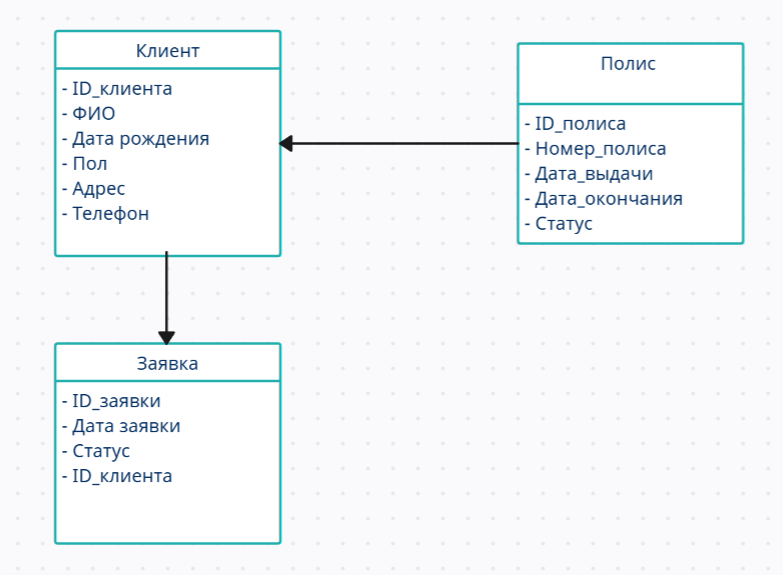 Клиент
- ID_клиента
- ФИО
- Дата рождения
- Пол
- Адрес
- Телефон
Полис
- ID_полиса
- Номер_полиса
- Дата_выдачи
- Дата_окончания
- Статус
Заявка
- ID_заявки
- Дата заявки
- Статус
- ID_клиента